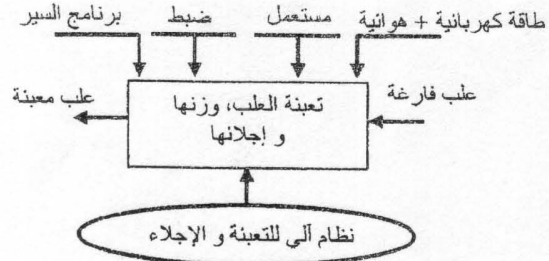 طاقة كهربائية + هوائية
مستعمل
ضبط
برنامج السير
علب فارغة
تعبئة العلب، وزنها
و إجلائها
علب معبئة
نظام آلي للتعبئة و الإجلاء